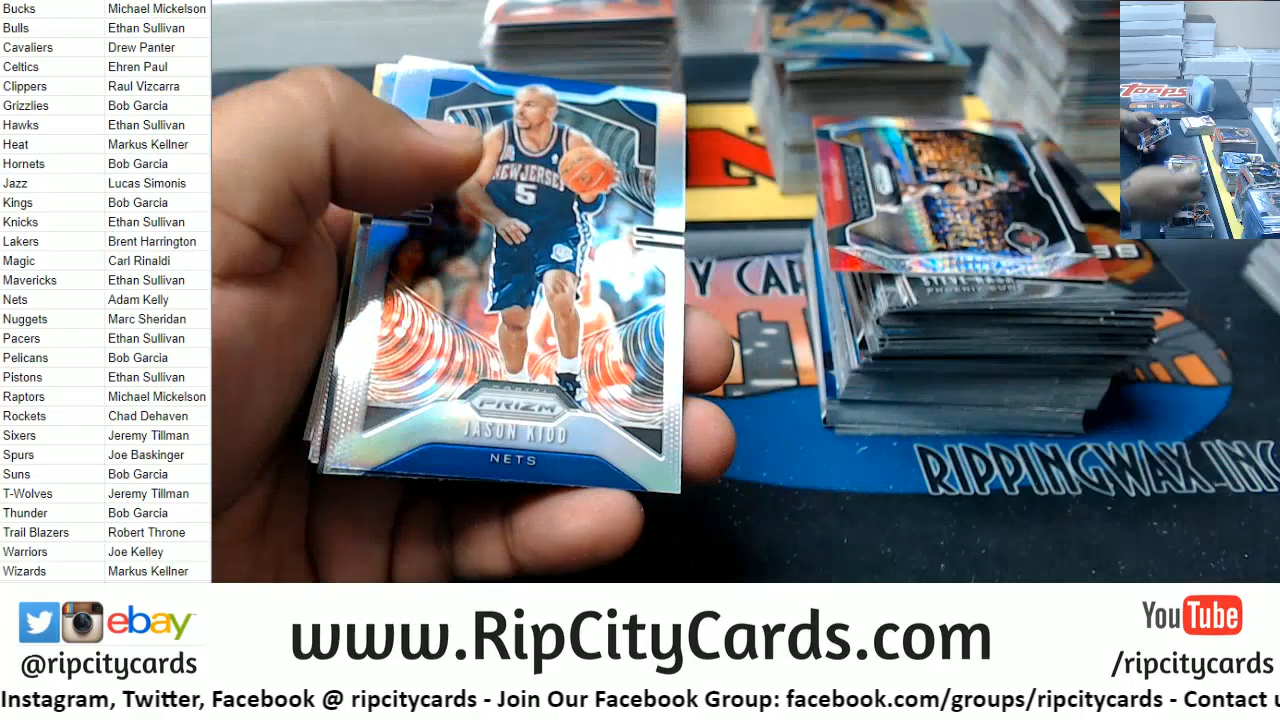 Bucks Michael Mickelson
Bulls Ethan Sullivan
Cavaliers Drew Panter
Celtics Ehren Paul
Clippers Raul Vizcarra
Grizzlies Bob Garcia
Hawks Ethan Sullivan
Heat Markus Kellner
Hornets Bob Garcia
Jazz Lucas Simonis
Kings Bob Garcia
Knicks Ethan Sullivan
Lakers Brent Harrington
Magic Carl Rinaldi
Mavericks Ethan Sullivan
Nets Adam Kelly
Nuggets Marc Sheridan
Pacers Ethan Sullivan
Pelicans Bob Garcia
Pistons Ethan Sullivan
Raptors Michael Mickelson
Rockets Chad Dehaven
Sixers Jeremy Tillman
Spurs Joe Baskinger
Suns Bob Garcia
T-Wolves Jeremy Tillman
Thunder Bob Garcia
Trail Blazers Robert Throne
Warriors Joe Kelley
Wizards Markus Kellner
NEW JERSEY
5
PANINI
PRIZM
JASON KIDD
NETS
STEVE NASH
PHOENIX SUNS
Y CAR
RIPPINGWAX, INC
Topps
ebay
@ripcitycards
www.RipCityCards.com
YouTube
/ripcitycards
Instagram, Twitter, Facebook @ ripcitycards - Join Our Facebook Group: facebook.com/groups/ripcitycards - Contact u